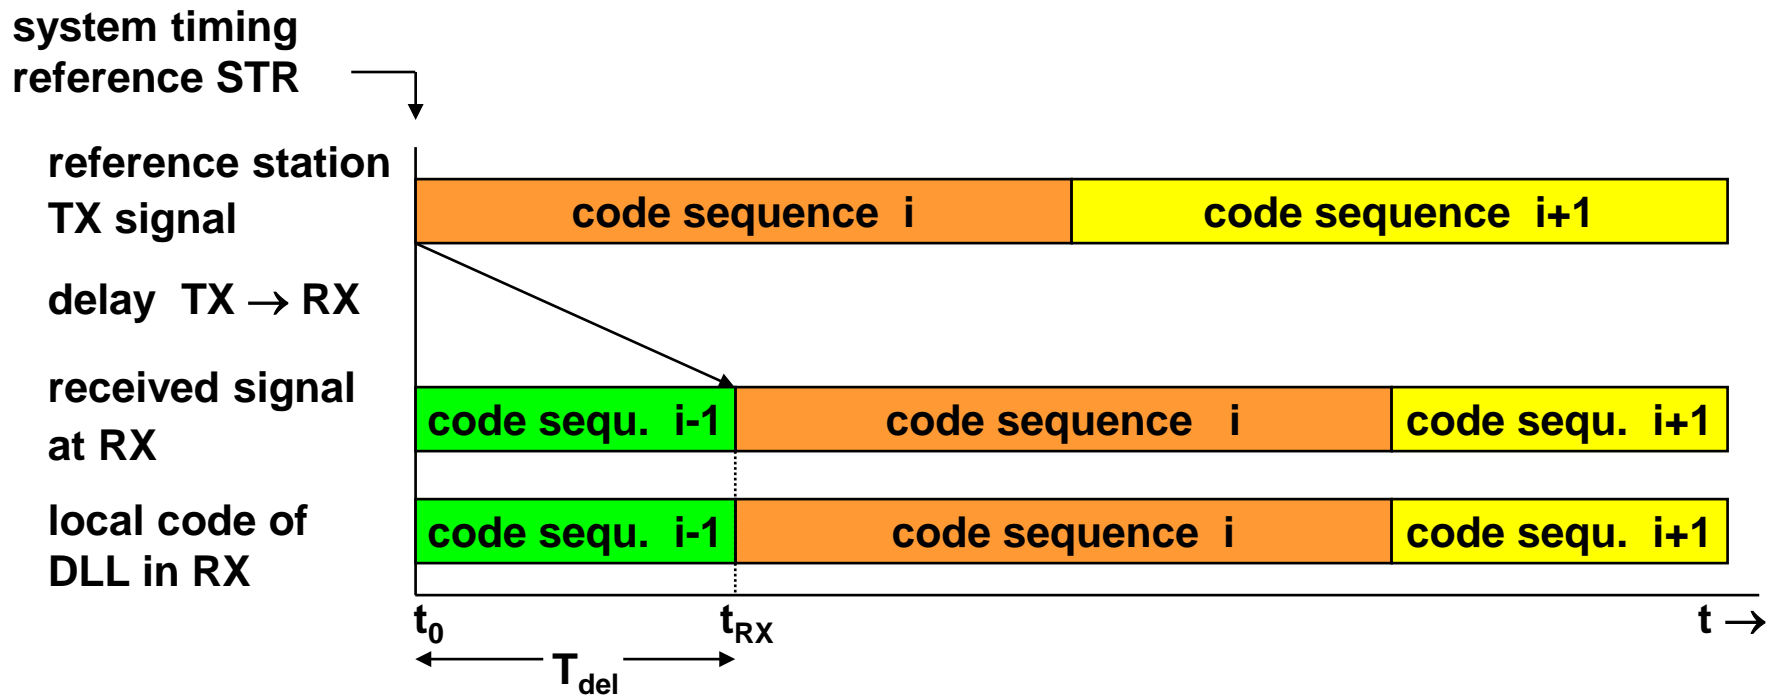 system timing
reference STR
reference station
TX signal
code sequence i
code sequence i+1
delay TX → RX
received signal
at RX
code sequ. i-1
code sequence i
code sequ. i+1
local code of
DLL in RX
code sequ. i-1
code sequence i
code sequ. i+1
t0
tRX
t →
Tdel